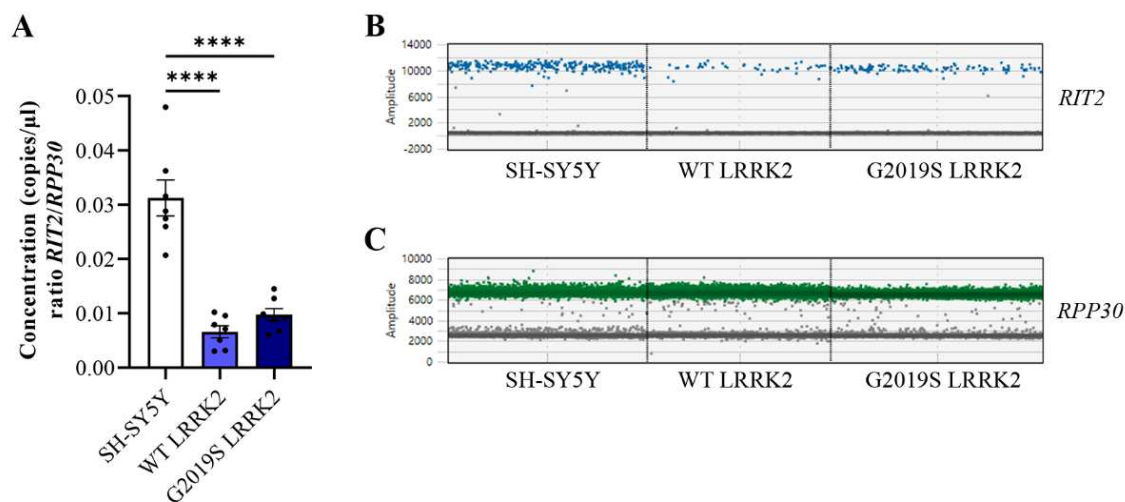 A
****
****
Concentration (copies/µl)
ratio RIT2/RPP30
0.05
0.04
0.03
0.02
0.01
0.00
SH-SY5Y
WT LRRK2
G2019S LRRK2
B
Amplitude
14000
10000
6000
2000
-2000
SH-SY5Y WT LRRK2 G2019S LRRK2
RIT2
C
Amplitude
10000
8000
6000
4000
2000
0
SH-SY5Y WT LRRK2 G2019S LRRK2
RPP30